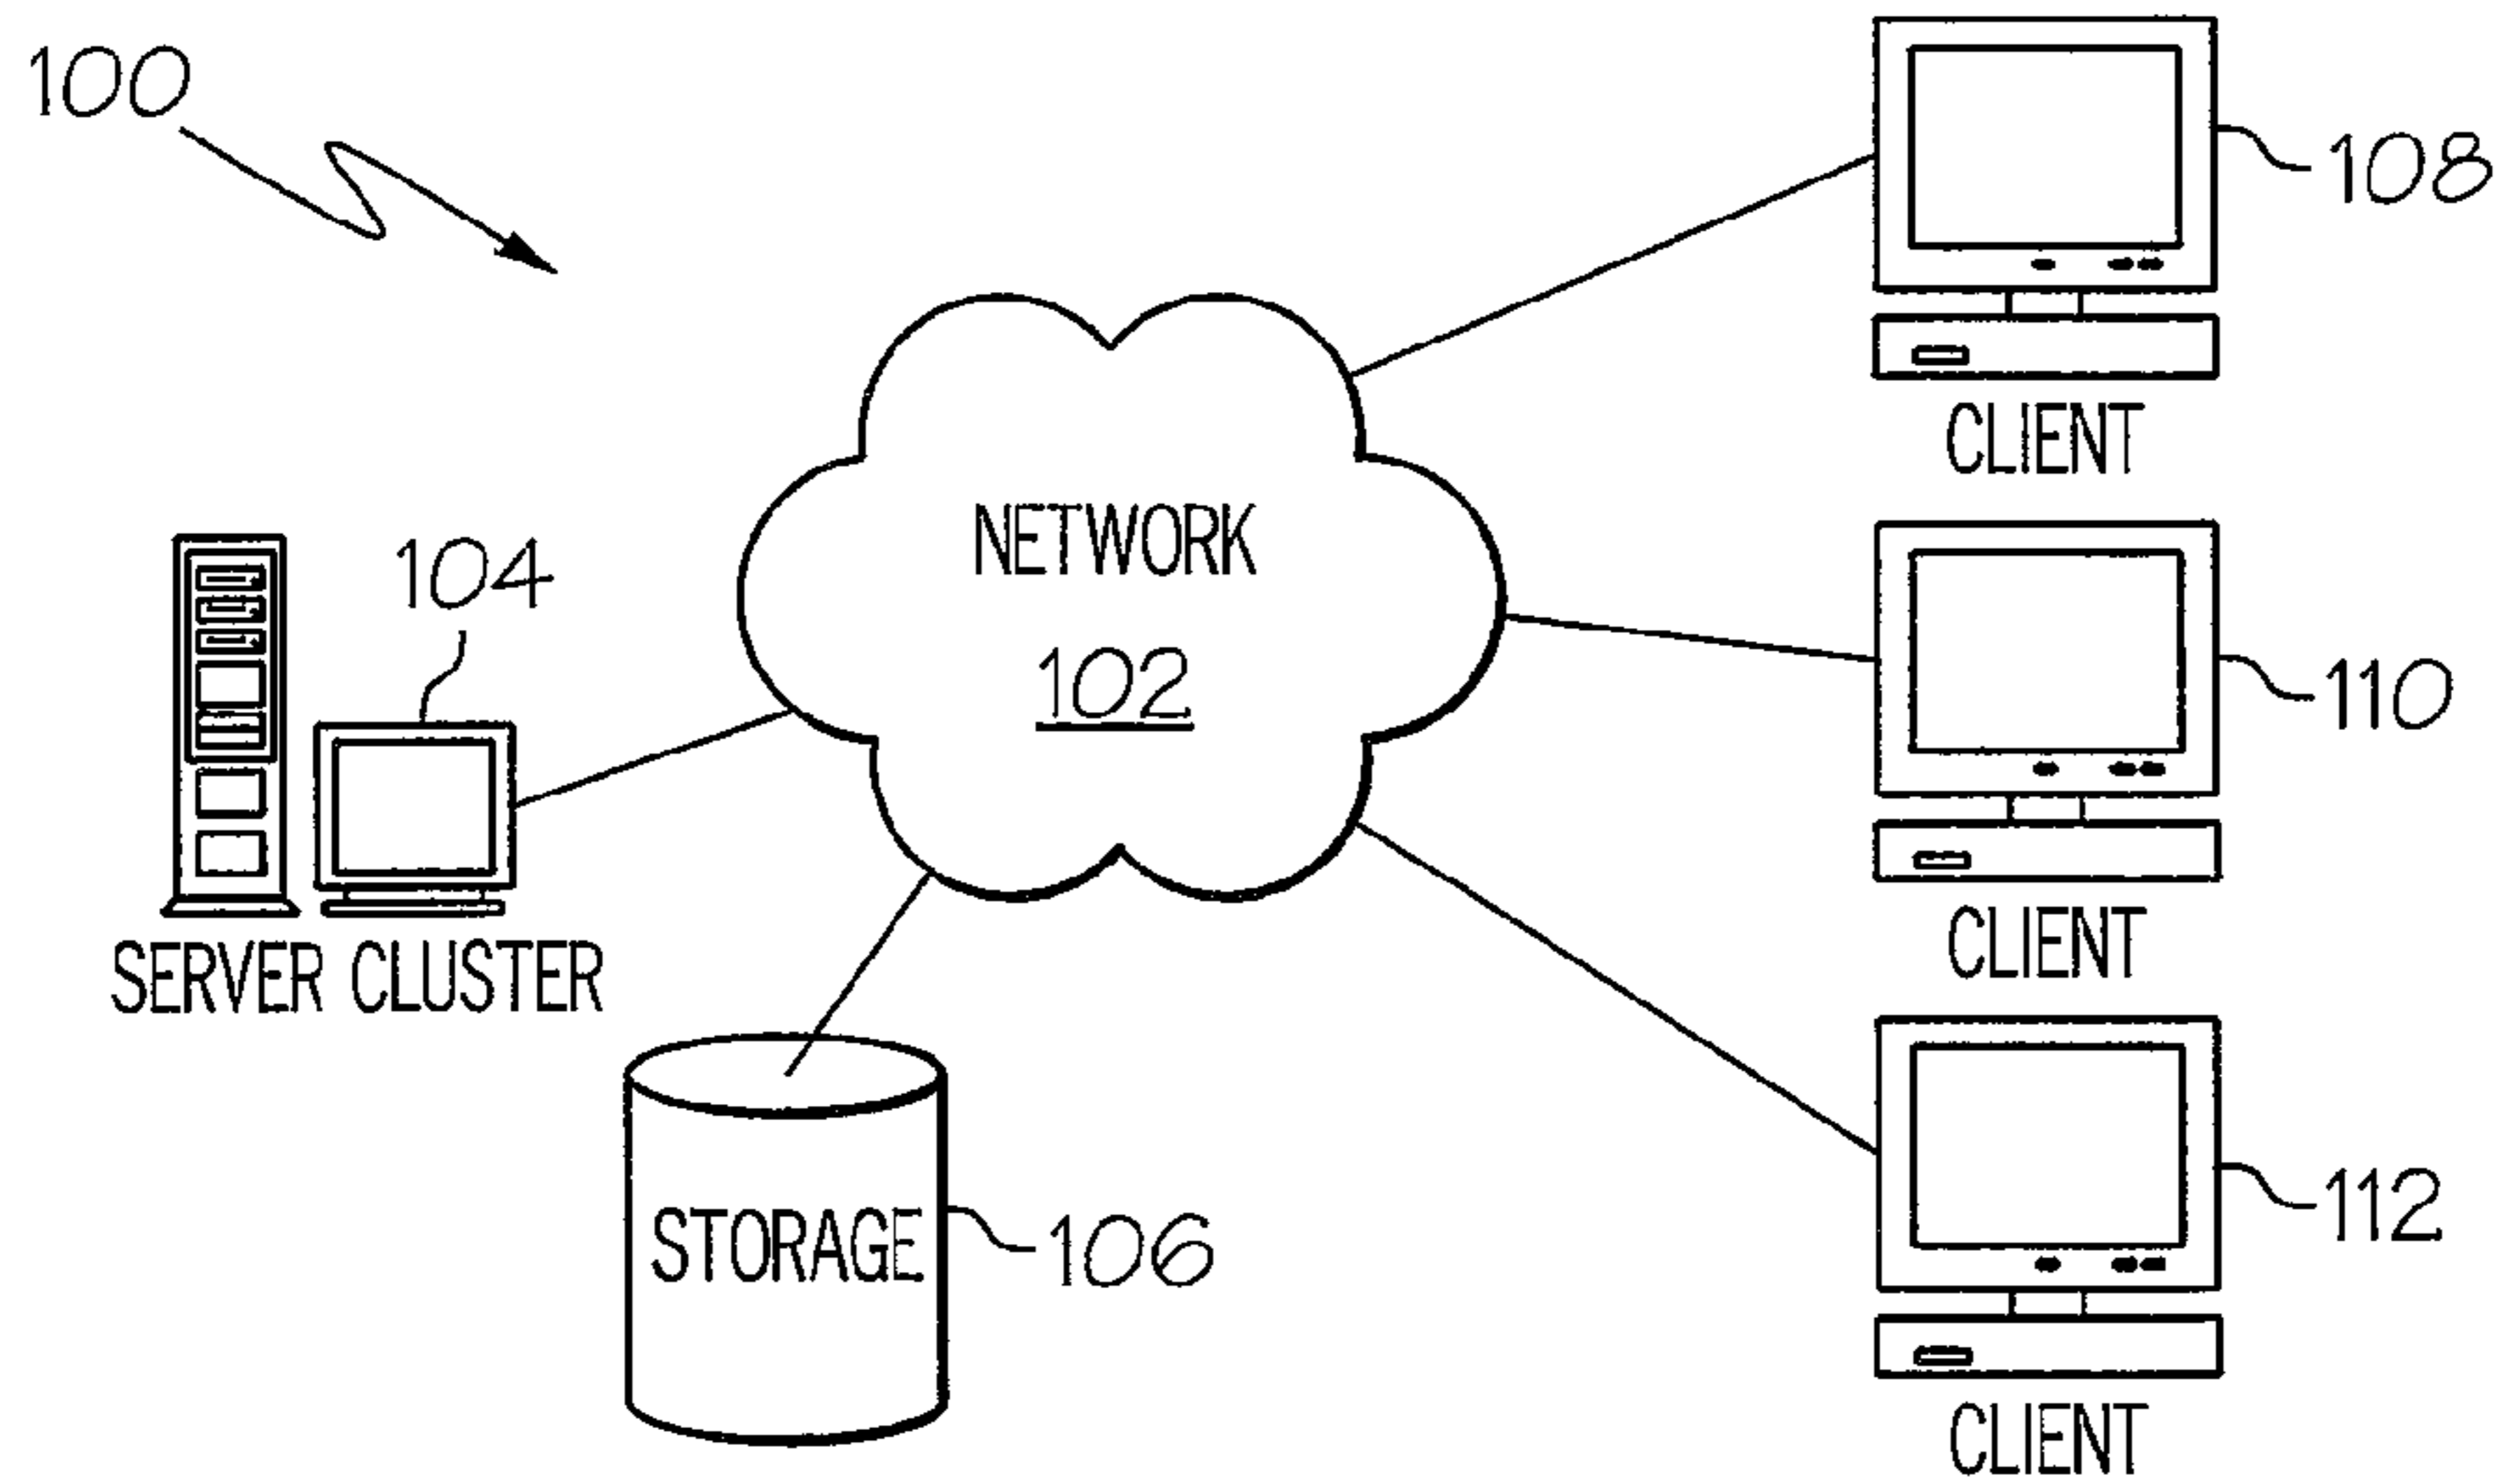 100
108
CLIENT
NETWORK
102
104
SERVER CLUSTER
110
CLIENT
STORAGE
106
112
CLIENT